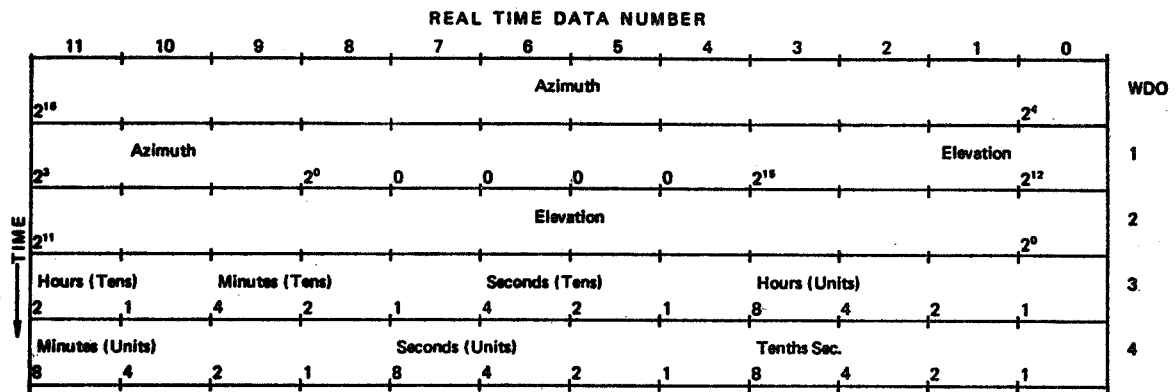 REAL TIME DATA NUMBER
11 10 9 8 7 6 5 4 3 2 1 0
Azimuth WDO
2¹⁵ 2⁴
Azimuth Elevation 1
2³ 2⁰ 0 0 0 0 2¹⁵ 2¹²
Elevation 2
2¹¹ 2⁰
TIME
Hours (Tens) Minutes (Tens) Seconds (Tens) Hours (Units) 3
2 1 4 2 1 4 2 1 8 4 2 1
Minutes (Units) Seconds (Units) Tenths Sec. 4
8 4 2 1 8 4 2 1 8 4 2 1